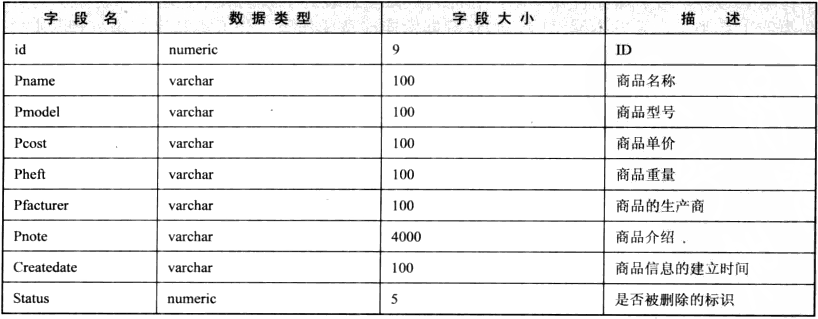 字段名 数据类型 字段大小 描述
id numeric 9 ID
Pname varchar 100 商品名称
Pmodel varchar 100 商品型号
Pcost varchar 100 商品单价
Pheft varchar 100 商品重量
Pfacturer varchar 100 商品的生产商
Pnote varchar 4000 商品介绍
Createdate varchar 100 商品信息的建立时间
Status numeric 5 是否被删除的标识